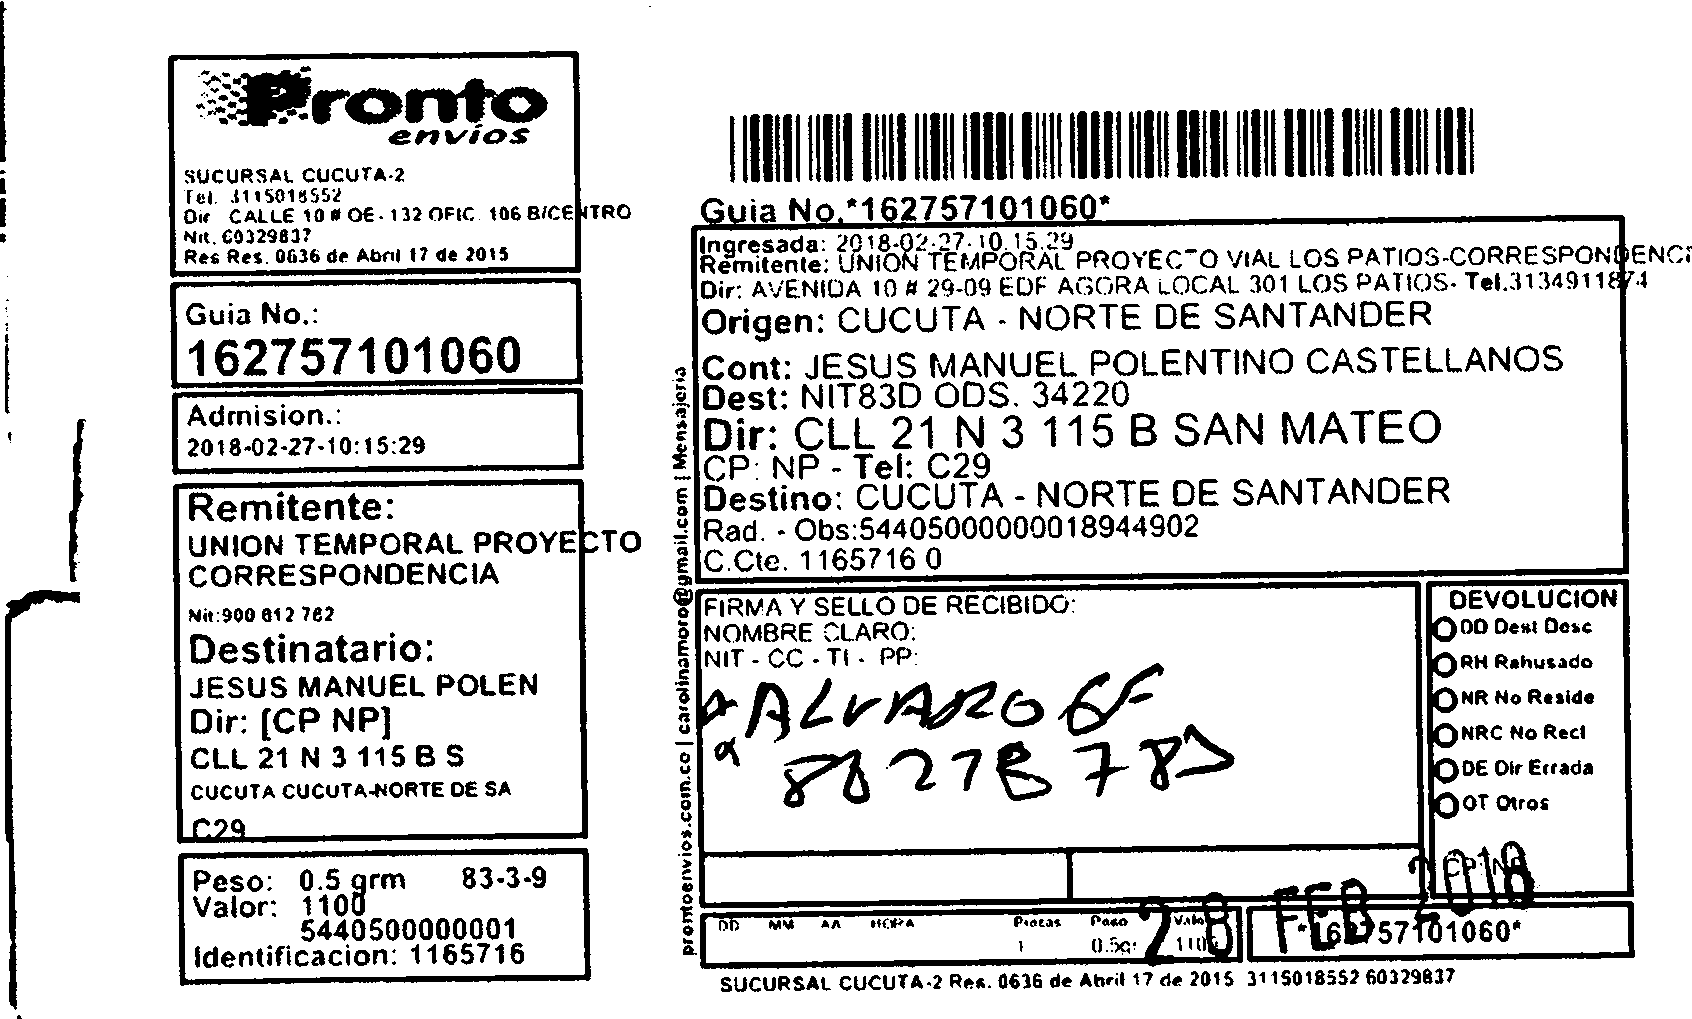 Pronto
envíos
SUCURSAL CUCUTA-2
Tel. 3115018552
Dir CALLE 10 # OE- 132 OFIC. 106 B/CENTRO
Nit. 60329837
Res Res. 0636 de Abril 17 de 2015
Guia No.:
162757101060
Admision.:
2018-02-27-10:15:29
Remitente:
UNION TEMPORAL PROYECTO
CORRESPONDENCIA
Nit:900 812 782
Destinatario:
JESUS MANUEL POLEN
Dir: [CP NP]
CLL 21 N 3 115 B S
CUCUTA CUCUTA-NORTE DE SA
C29
Peso: 0.5 grm 83-3-9
Valor: 1100
5440500000001
Identificacion: 1165716
Guia No.*162757101060*
Ingresada: 2018-02-27-10.15.29
Remitente: UNION TEMPORAL PROYECTO VIAL LOS PATIOS-CORRESPONDENCI
Dir: AVENIDA 10 # 29-09 EDF AGORA LOCAL 301 LOS PATIOS- Tel.3134911874
Origen: CUCUTA - NORTE DE SANTANDER
Cont: JESUS MANUEL POLENTINO CASTELLANOS
Dest: NIT83D ODS. 34220
Dir: CLL 21 N 3 115 B SAN MATEO
CP: NP - Tel: C29
Destino: CUCUTA - NORTE DE SANTANDER
Rad. - Obs:54405000000018944902
C.Cte. 1165716 0
prontoenvios.com.co | carolinamoro@gmail.com | Mensajeria
FIRMA Y SELLO DE RECIBIDO:
NOMBRE CLARO:
NIT - CC - TI - PP:
ALVARO
DEVOLUCION
DD Dest Desc
RH Rahusado
NR No Reside
NRC No Recl
DE Dir Errada
OT Otros
28 FEB 2018
DD MM AA HORA Piezas Peso Valor
1 0.5gr 1100
*162757101060*
SUCURSAL CUCUTA-2 Res. 0636 de Abril 17 de 2015 3115018552 60329837